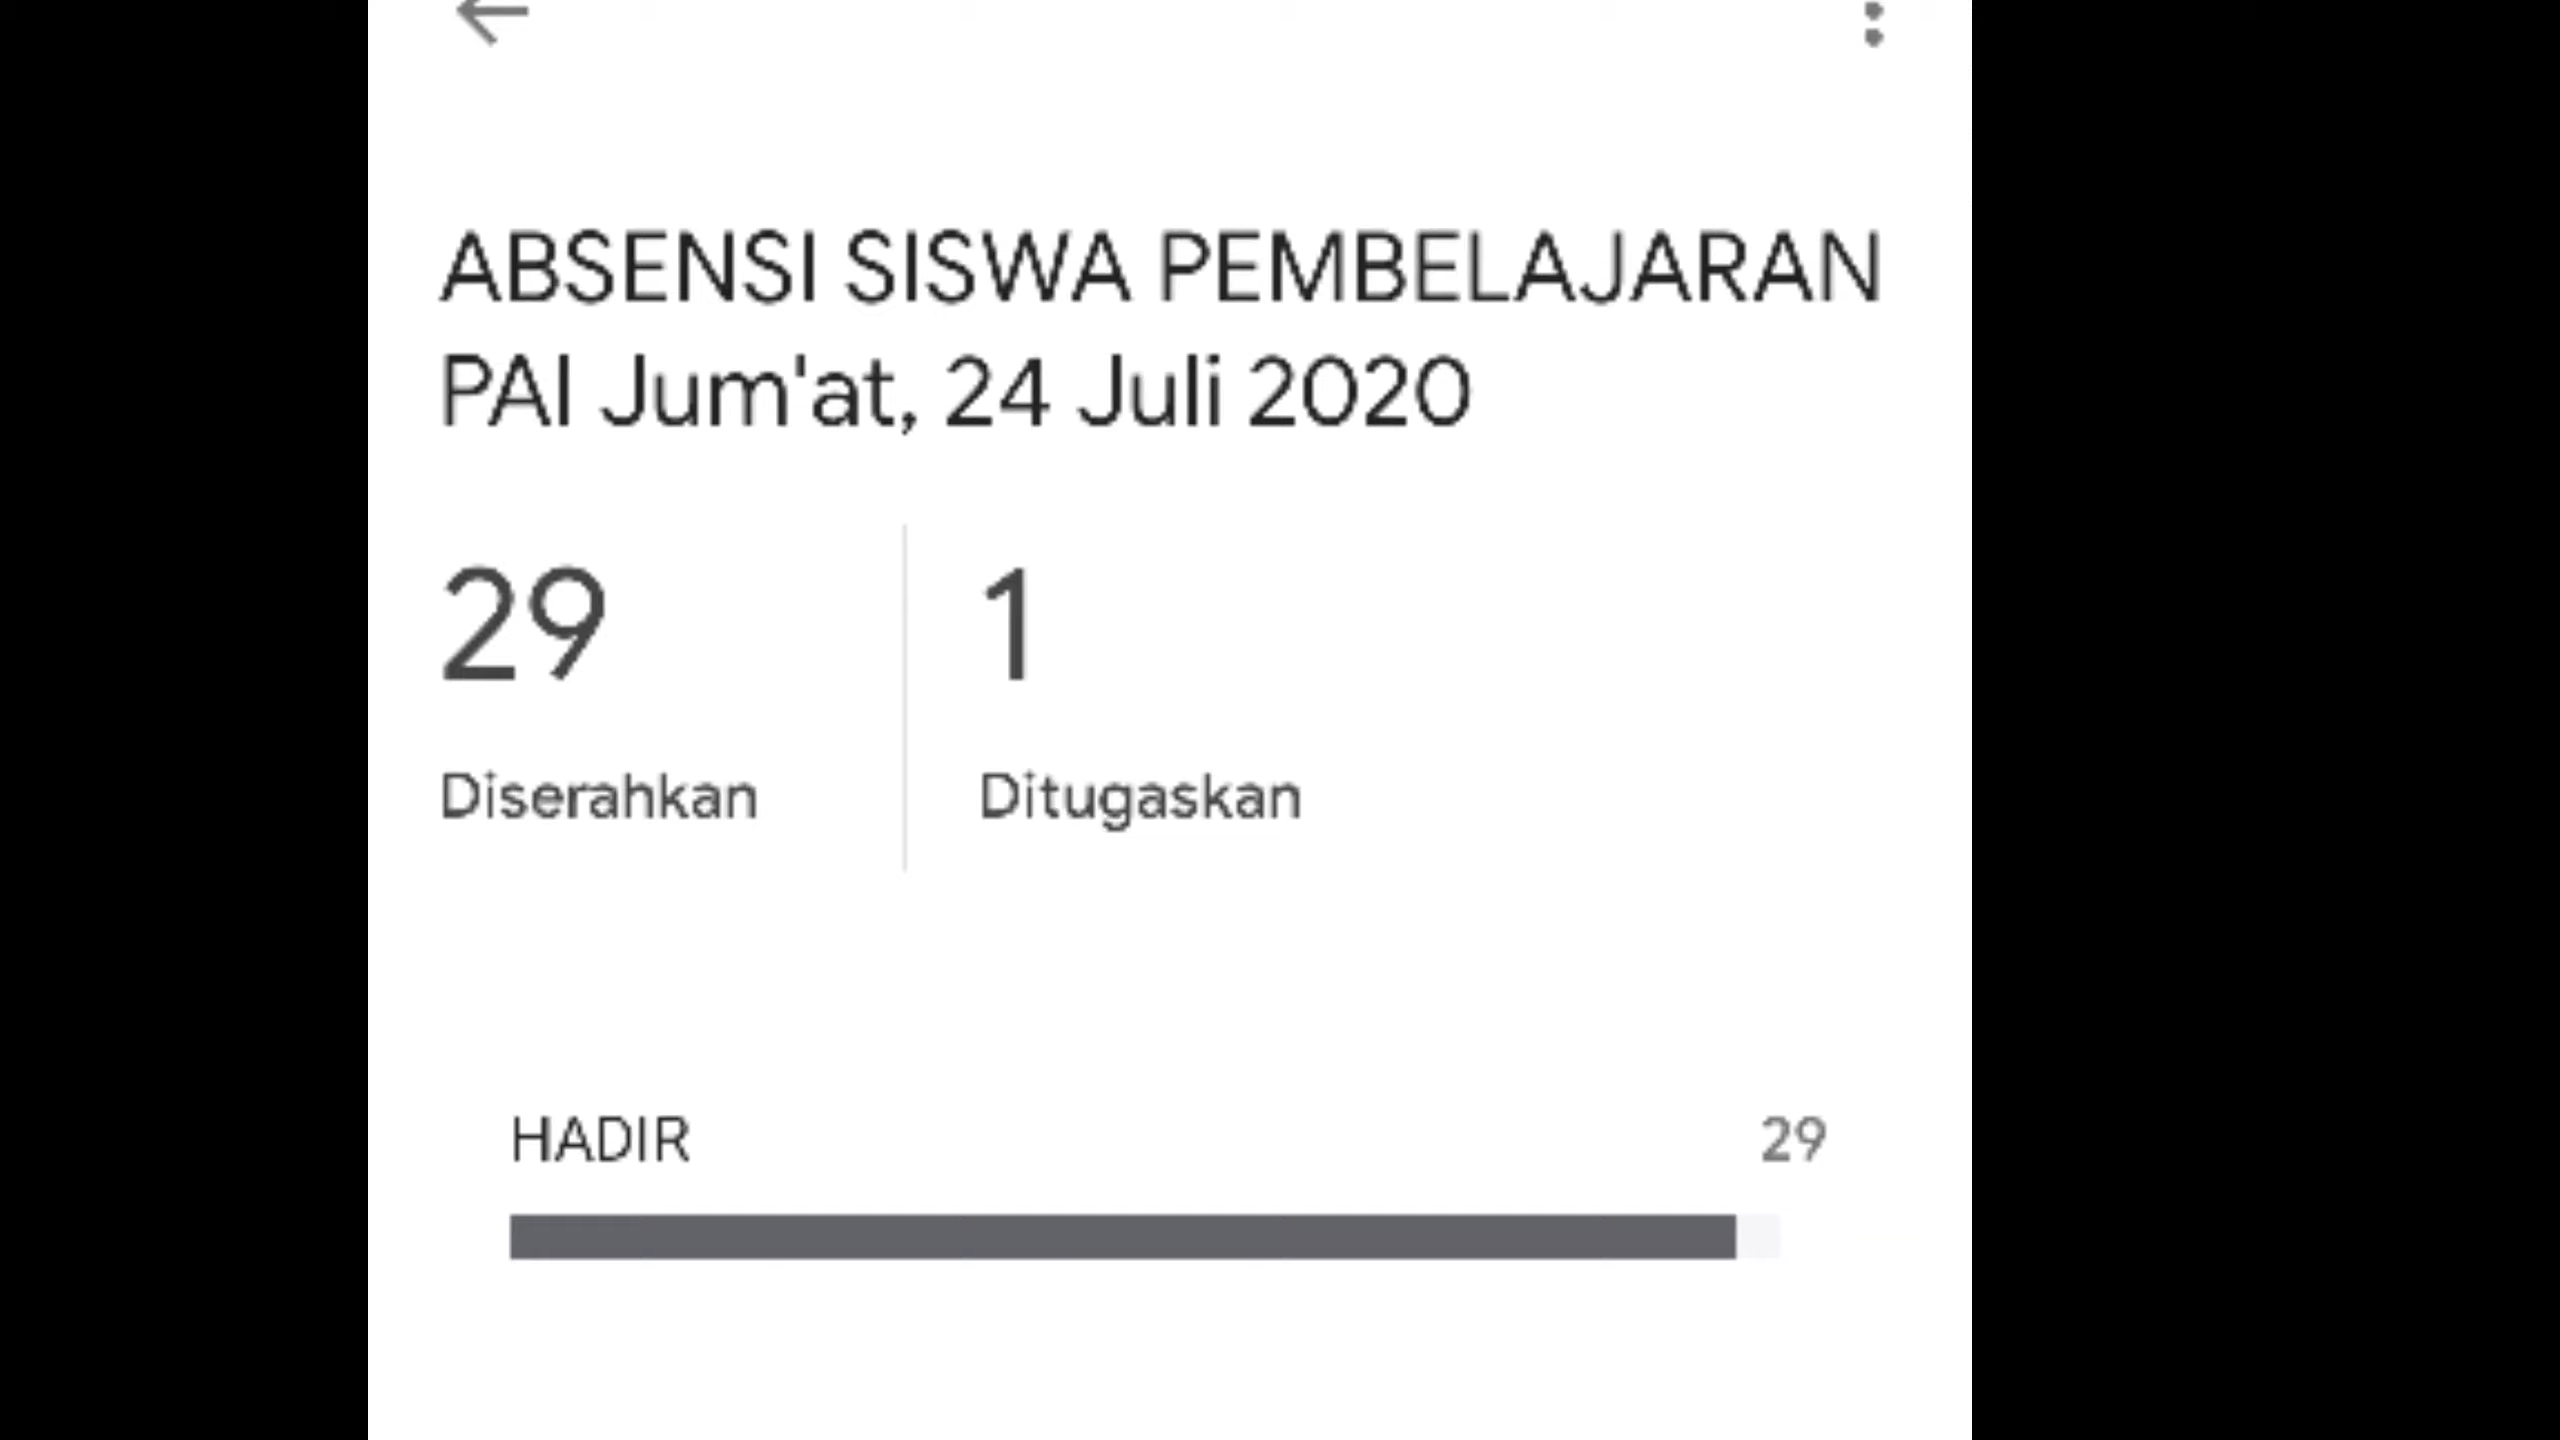 ABSENSI SISWA PEMBELAJARAN
PAI Jum'at, 24 Juli 2020
29
Diserahkan
1
Ditugaskan
HADIR
29